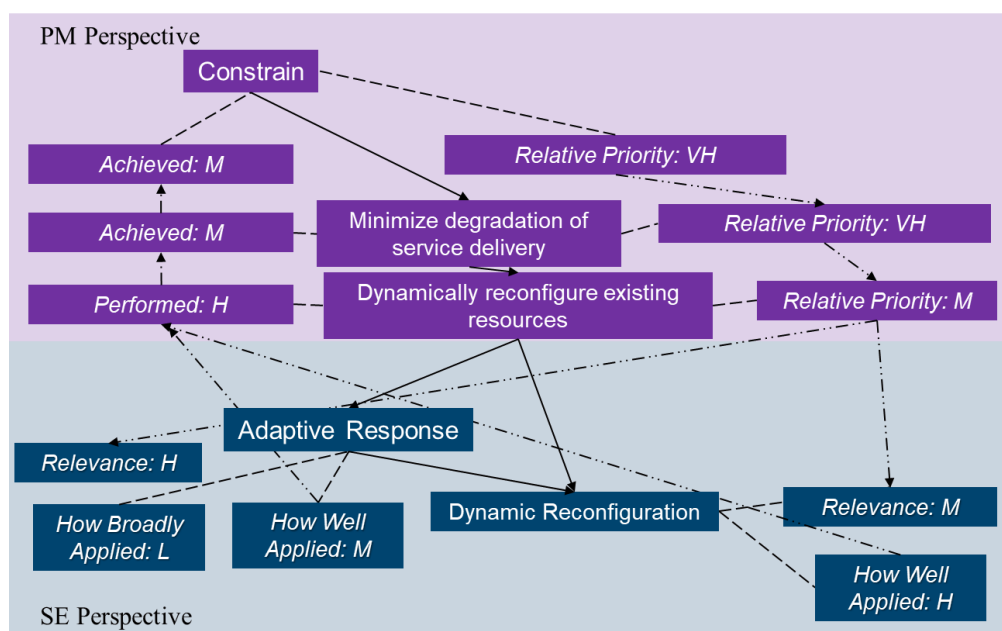 PM Perspective
Constrain
Relative Priority: VH
Achieved: M
Minimize degradation of
service delivery
Relative Priority: VH
Achieved: M
Dynamically reconfigure existing
resources
Performed: H
Relative Priority: M
Adaptive Response
Relevance: H
How Broadly
Applied: L
How Well
Applied: M
Dynamic Reconfiguration
Relevance: M
How Well
Applied: H
SE Perspective